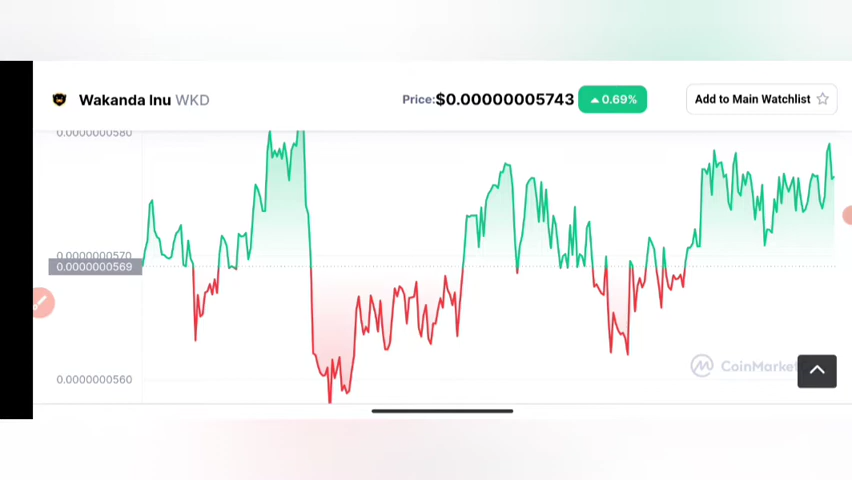 Wakanda Inu WKD
Price:$0.00000005743
0.69%
Add to Main Watchlist
0.0000000580
0.0000000570
0.0000000569
0.0000000560
CoinMarket